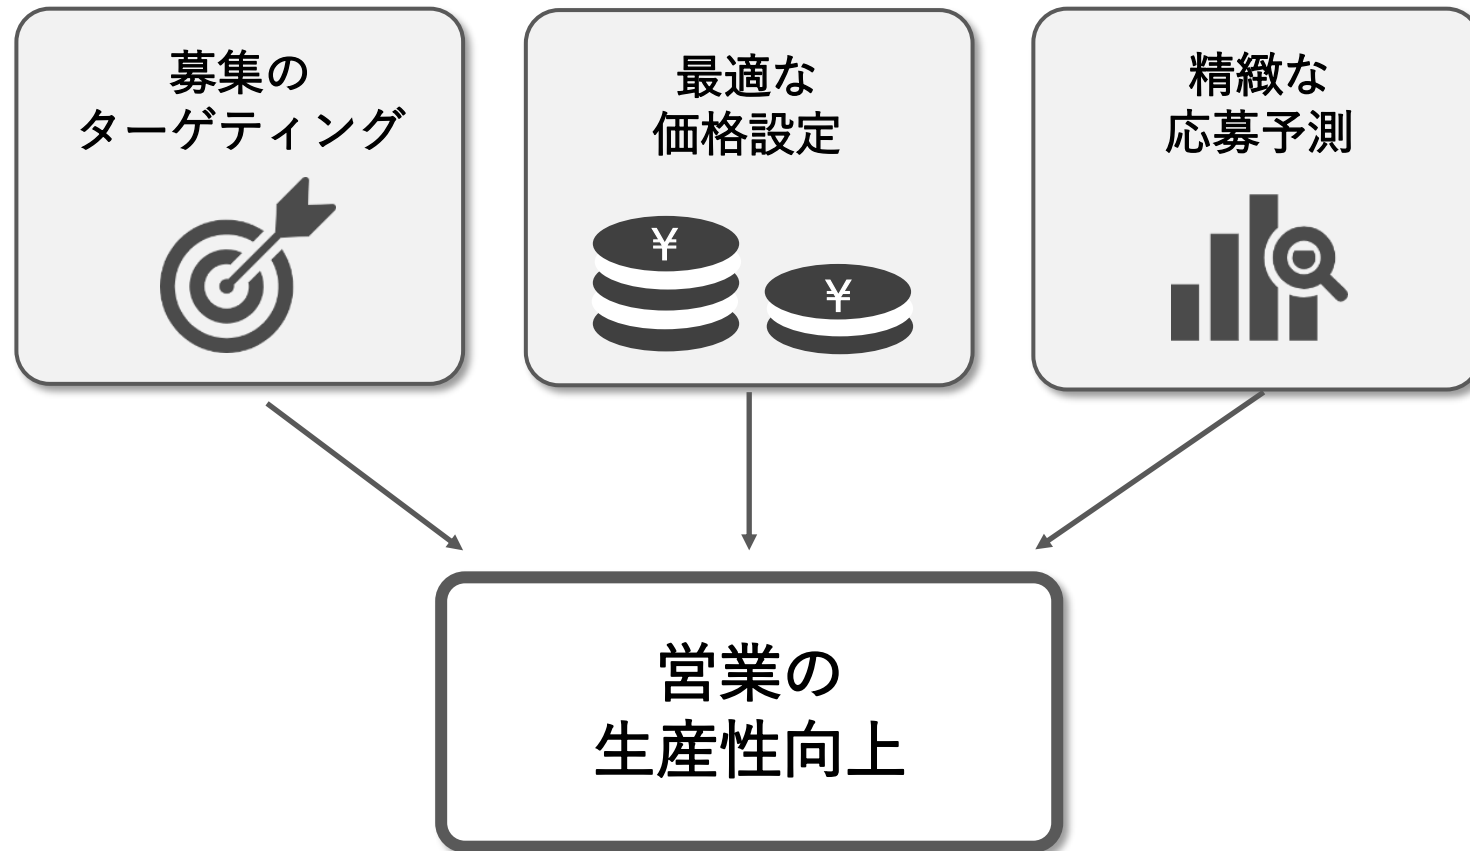 募集の
ターゲティング
最適な
価格設定
¥
¥
精緻な
応募予測
営業の
生産性向上